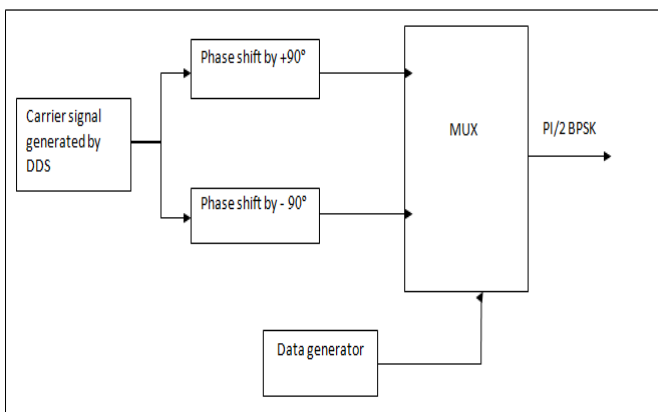 Phase shift by +90°
Carrier signal
generated by
DDS
MUX
PI/2 BPSK
Phase shift by - 90°
Data generator